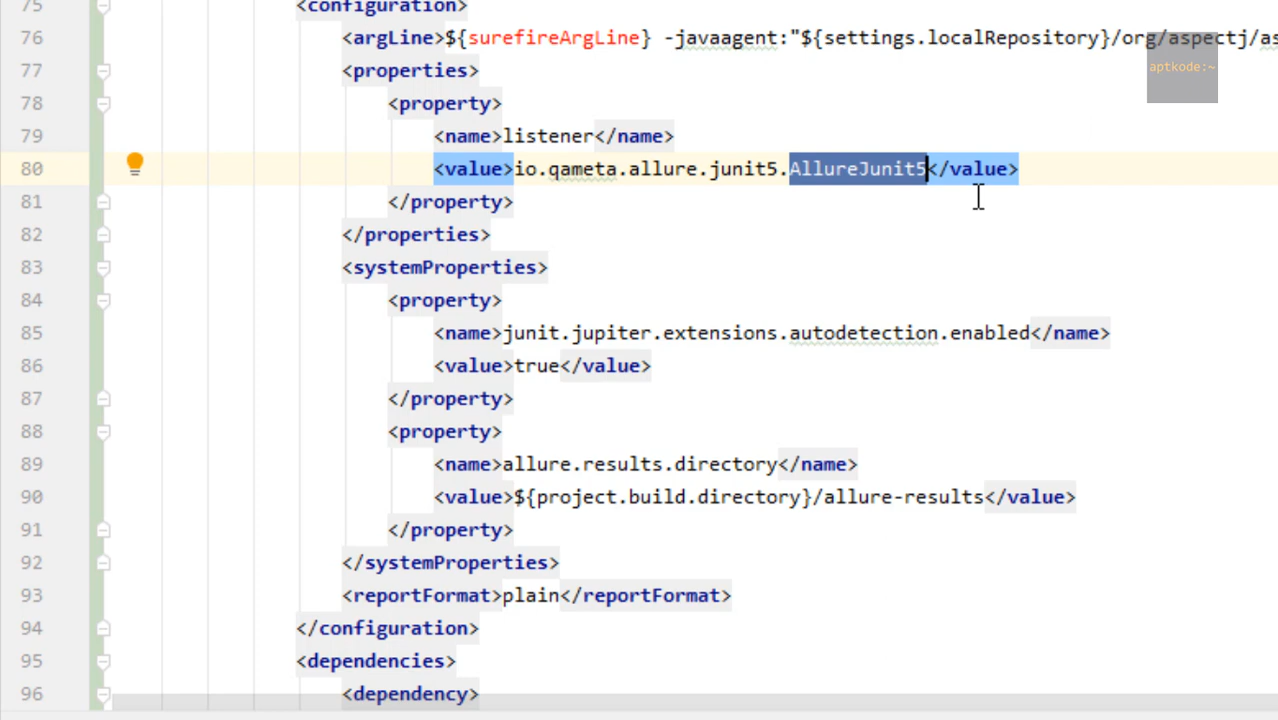 75 <configuration>
76 <argLine>${surefireArgLine} -javaagent:"${settings.localRepository}/org/aspectj/as
aptkode:~
77 <properties>
78 <property>
79 <name>listener</name>
80 <value>io.qameta.allure.junit5.AllureJunit5</value>
81 </property>
82 </properties>
83 <systemProperties>
84 <property>
85 <name>junit.jupiter.extensions.autodetection.enabled</name>
86 <value>true</value>
87 </property>
88 <property>
89 <name>allure.results.directory</name>
90 <value>${project.build.directory}/allure-results</value>
91 </property>
92 </systemProperties>
93 <reportFormat>plain</reportFormat>
94 </configuration>
95 <dependencies>
96 <dependency>